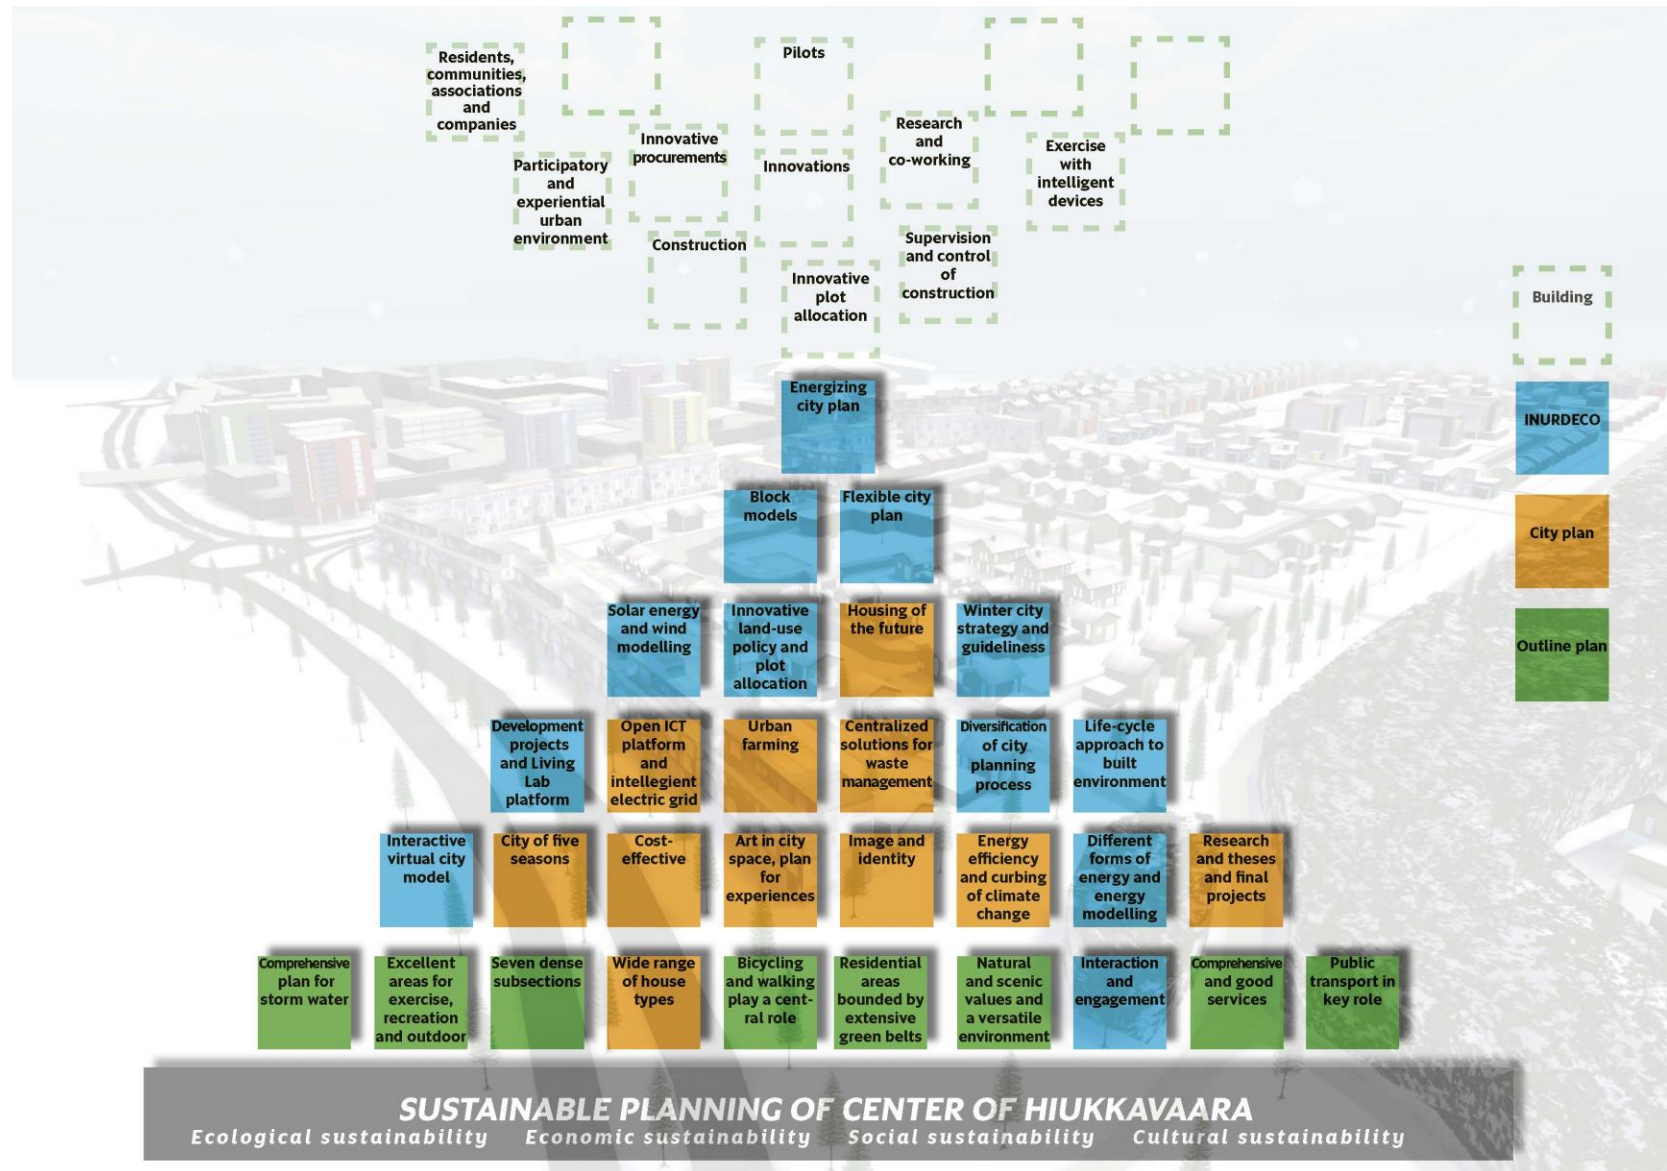 Residents,
communities,
associations
and
companies
Pilots
Innovative
procurements
Research
and
co-working
Participatory
and
experiential
urban
environment
Innovations
Exercise
with
intelligent
devices
Construction
Supervision
and control
of
construction
Innovative
plot
allocation
Building
INURDECO
City plan
Outline plan
Energizing
city plan
Block
models
Flexible city
plan
Solar energy
and wind
modelling
Innovative
land-use
policy and
plot
allocation
Housing of
the future
Winter city
strategy and
guideliness
Development
projects
and Living
Lab
platform
Open ICT
platform
and
intellegient
electric grid
Urban
farming
Centralized
solutions for
waste
management
Diversification
of city
planning
process
Life-cycle
approach to
built
environment
Interactive
virtual city
model
City of five
seasons
Cost-
effective
Art in city
space, plan
for
experiences
Image and
identity
Energy
efficiency
and curbing
of climate
change
Different
forms of
energy and
energy
modelling
Research
and theses
and final
projects
Comprehensive
plan for
storm water
Excellent
areas for
exercise,
recreation
and outdoor
Seven dense
subsections
Wide range
of house
types
Bicycling
and walking
play a cent-
ral role
Residential
areas
bounded by
extensive
green belts
Natural
and scenic
values and
a versatile
environment
Interaction
and
engagement
Comprehensive
and good
services
Public
transport in
key role
SUSTAINABLE PLANNING OF CENTER OF HIUKKAVAARA
Ecological sustainability Economic sustainability Social sustainability Cultural sustainability